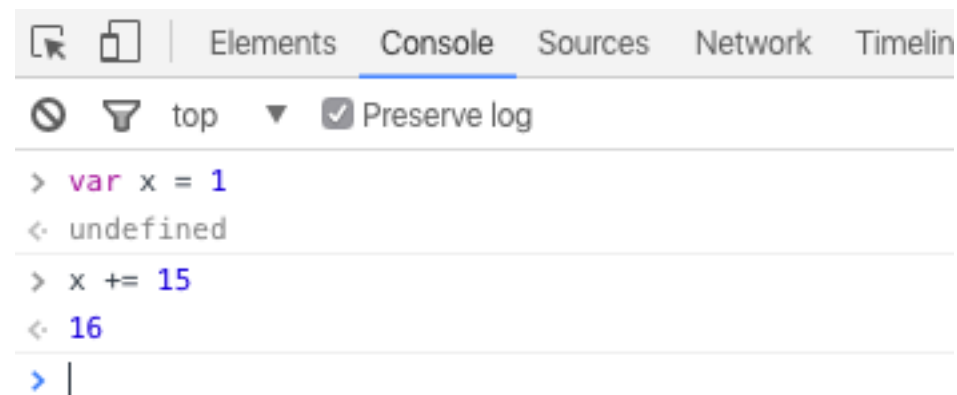 Elements Console Sources Network Timelin
top ▼ Preserve log
> var x = 1
<· undefined
> x += 15
<· 16
>